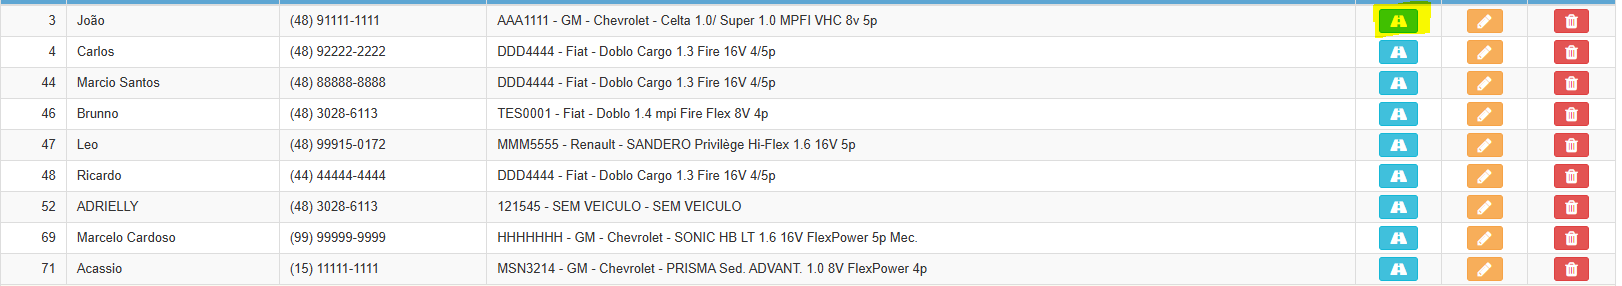 3 João (48) 91111-1111 AAA1111 - GM - Chevrolet - Celta 1.0/ Super 1.0 MPFI VHC 8v 5p
4 Carlos (48) 92222-2222 DDD4444 - Fiat - Doblo Cargo 1.3 Fire 16V 4/5p
44 Marcio Santos (48) 88888-8888 DDD4444 - Fiat - Doblo Cargo 1.3 Fire 16V 4/5p
46 Brunno (48) 3028-6113 TES0001 - Fiat - Doblo 1.4 mpi Fire Flex 8V 4p
47 Leo (48) 99915-0172 MMM5555 - Renault - SANDERO Privilège Hi-Flex 1.6 16V 5p
48 Ricardo (44) 44444-4444 DDD4444 - Fiat - Doblo Cargo 1.3 Fire 16V 4/5p
52 ADRIELLY (48) 3028-6113 121545 - SEM VEICULO - SEM VEICULO
69 Marcelo Cardoso (99) 99999-9999 HHHHHHH - GM - Chevrolet - SONIC HB LT 1.6 16V FlexPower 5p Mec.
71 Acassio (15) 11111-1111 MSN3214 - GM - Chevrolet - PRISMA Sed. ADVANT. 1.0 8V FlexPower 4p